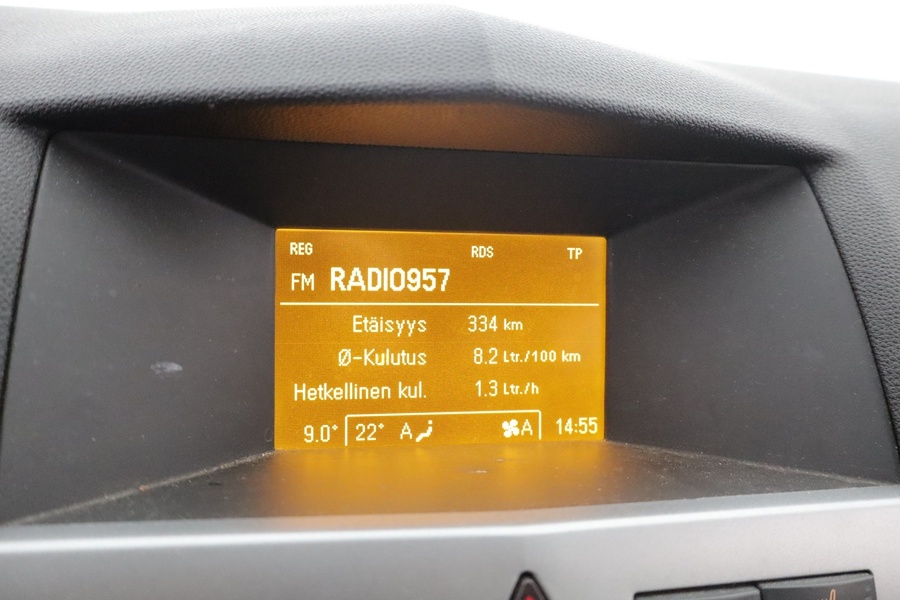 REG RDS TP
FM RADIO957
Etäisyys 334 km
Ø-Kulutus 8.2 Ltr./100 km
Hetkellinen kul. 1.3 Ltr./h
9.0° 22° A A 14:55